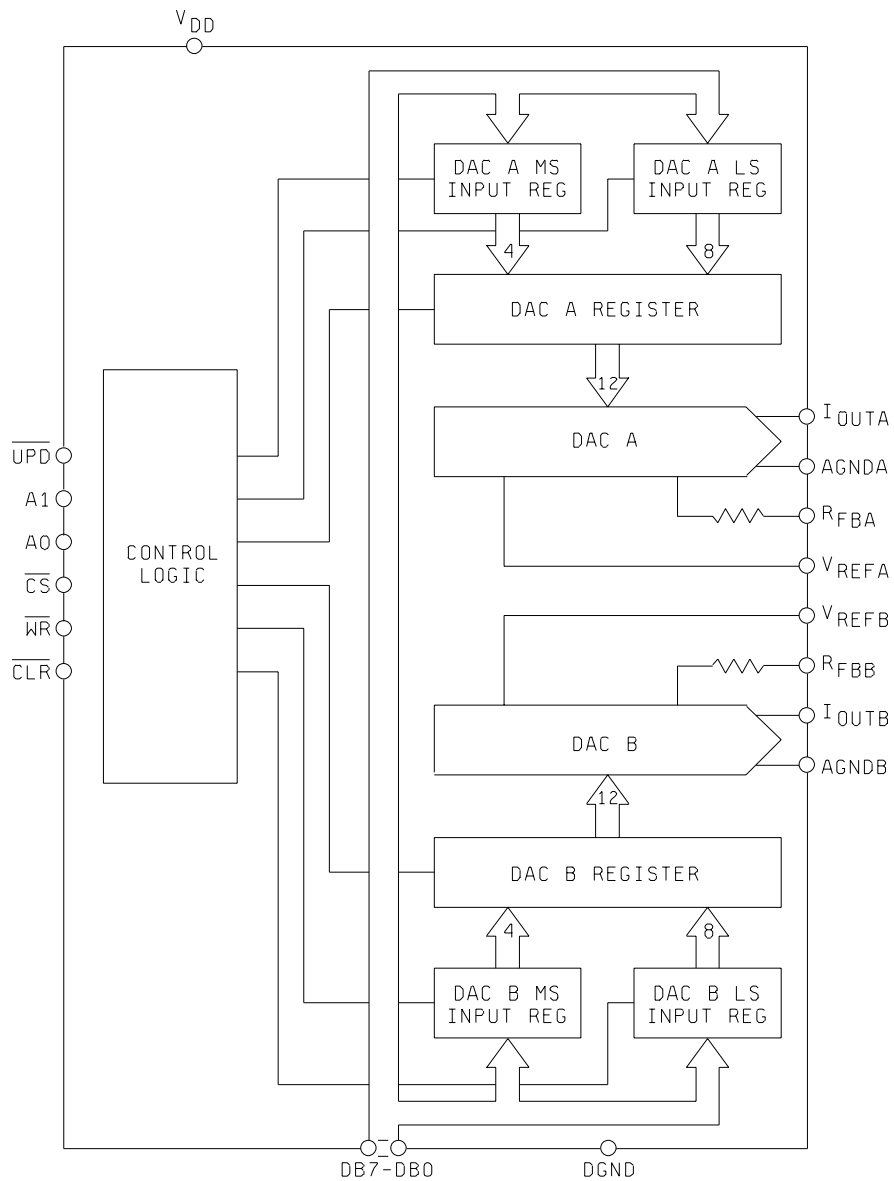 VDD
DAC A MS
INPUT REG
DAC A LS
INPUT REG
4
8
DAC A REGISTER
12
DAC A
IOUTA
AGNDA
RFBA
VREFA
UPD
A1
A0
CS
WR
CLR
CONTROL
LOGIC
VREFB
RFBB
IOUTB
AGNDB
DAC B
12
DAC B REGISTER
4
8
DAC B MS
INPUT REG
DAC B LS
INPUT REG
DB7-DB0
DGND